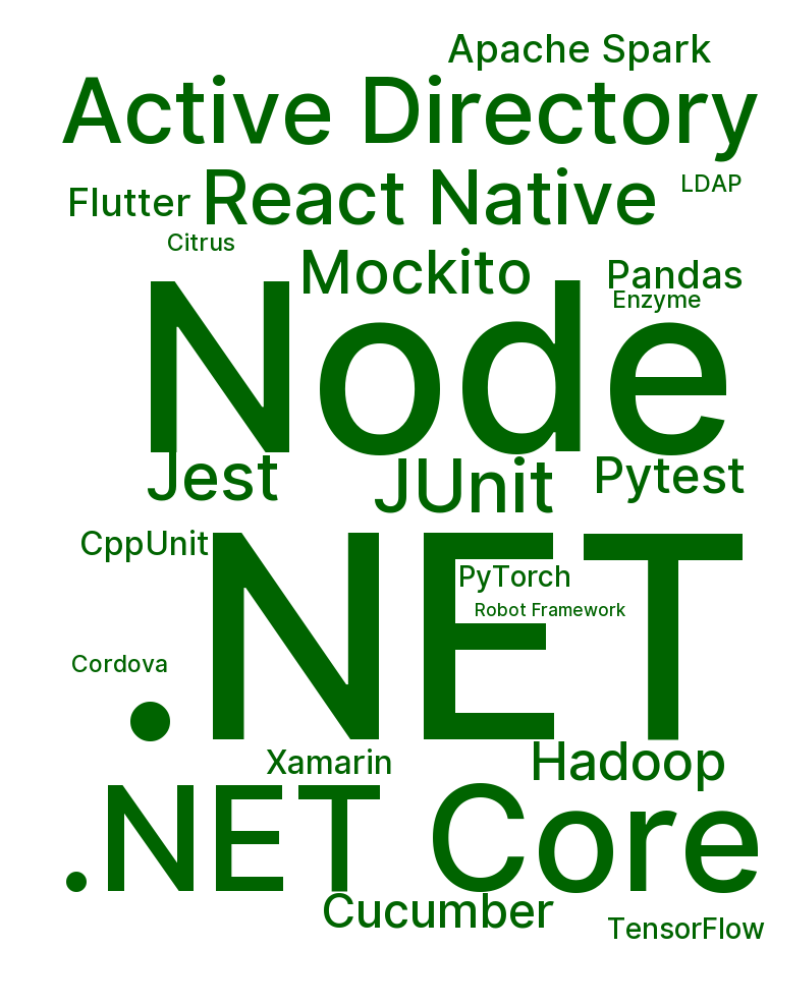 Apache Spark
Active Directory
Flutter
React Native
LDAP
Citrus
Mockito
Pandas
Enzyme
Node
Jest
JUnit
Pytest
CppUnit
.NET
PyTorch
Robot Framework
Cordova
Xamarin
Hadoop
.NET Core
Cucumber
TensorFlow